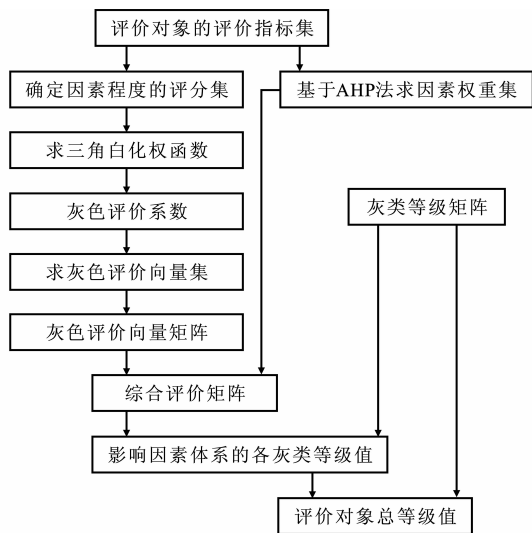 评价对象的评价指标集
确定因素程度的评分集
基于AHP法求因素权重集
求三角白化权函数
灰色评价系数
灰类等级矩阵
求灰色评价向量集
灰色评价向量矩阵
综合评价矩阵
影响因素体系的各灰类等级值
评价对象总等级值